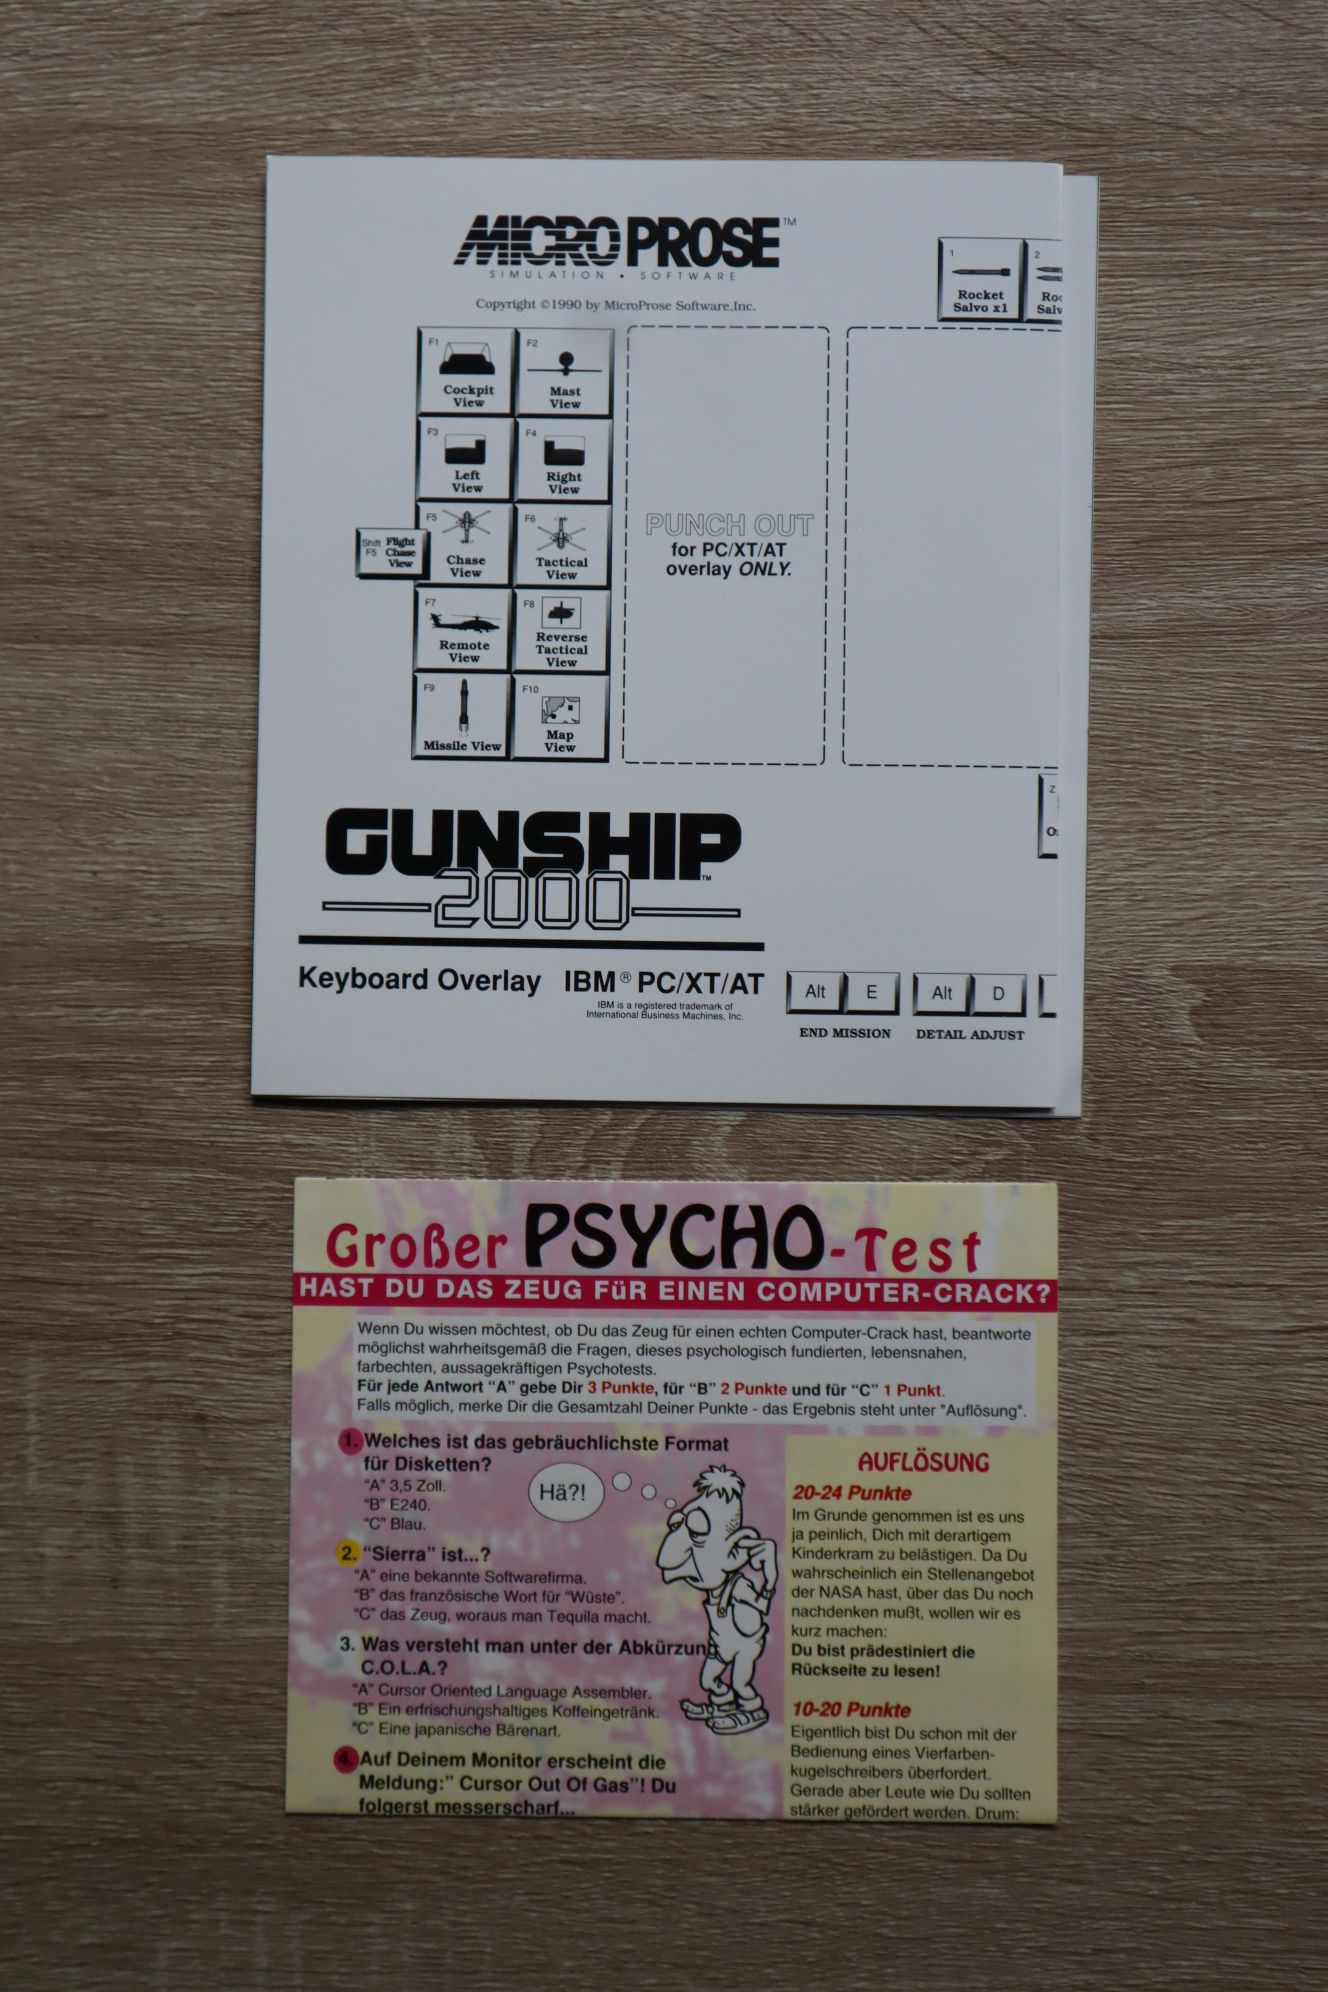 MICROPROSE™
SIMULATION • SOFTWARE
Copyright ©1990 by MicroProse Software,Inc.
1
Rocket
Salvo x1
2
F1
Cockpit
View
F2
Mast
View
F3
Left
View
F4
Right
View
Shift
F5
Flight
Chase
View
F5
Chase
View
F6
Tactical
View
F7
Remote
View
F8
Reverse
Tactical
View
F9
Missile View
F10
Map
View
PUNCH OUT
for PC/XT/AT
overlay ONLY.
Z
GUNSHIP™
2000
Keyboard Overlay IBM® PC/XT/AT
IBM is a registered trademark of
International Business Machines, Inc.
Alt E
END MISSION
Alt D
DETAIL ADJUST
Großer PSYCHO-Test
HAST DU DAS ZEUG FüR EINEN COMPUTER-CRACK?
Wenn Du wissen möchtest, ob Du das Zeug für einen echten Computer-Crack hast, beantworte
möglichst wahrheitsgemäß die Fragen, dieses psychologisch fundierten, lebensnahen,
farbechten, aussagekräftigen Psychotests.
Für jede Antwort “A” gebe Dir 3 Punkte, für “B” 2 Punkte und für “C” 1 Punkt.
Falls möglich, merke Dir die Gesamtzahl Deiner Punkte - das Ergebnis steht unter "Auflösung".
1. Welches ist das gebräuchlichste Format
für Disketten?
“A” 3,5 Zoll.
“B” E240.
“C” Blau.
Hä?!
2. “Sierra” ist...?
“A” eine bekannte Softwarefirma.
“B” das französische Wort für “Wüste”.
“C” das Zeug, woraus man Tequila macht.
3. Was versteht man unter der Abkürzung
C.O.L.A.?
“A” Cursor Oriented Language Assembler.
“B” Ein erfrischungshaltiges Koffeingetränk.
“C” Eine japanische Bärenart.
4. Auf Deinem Monitor erscheint die
Meldung:” Cursor Out Of Gas”! Du
folgerst messerscharf...
AUFLÖSUNG
20-24 Punkte
Im Grunde genommen ist es uns
ja peinlich, Dich mit derartigem
Kinderkram zu belästigen. Da Du
wahrscheinlich ein Stellenangebot
der NASA hast, über das Du noch
nachdenken mußt, wollen wir es
kurz machen:
Du bist prädestiniert die
Rückseite zu lesen!
10-20 Punkte
Eigentlich bist Du schon mit der
Bedienung eines Vierfarben-
kugelschreibers überfordert.
Gerade aber Leute wie Du sollten
stärker gefördert werden. Drum: